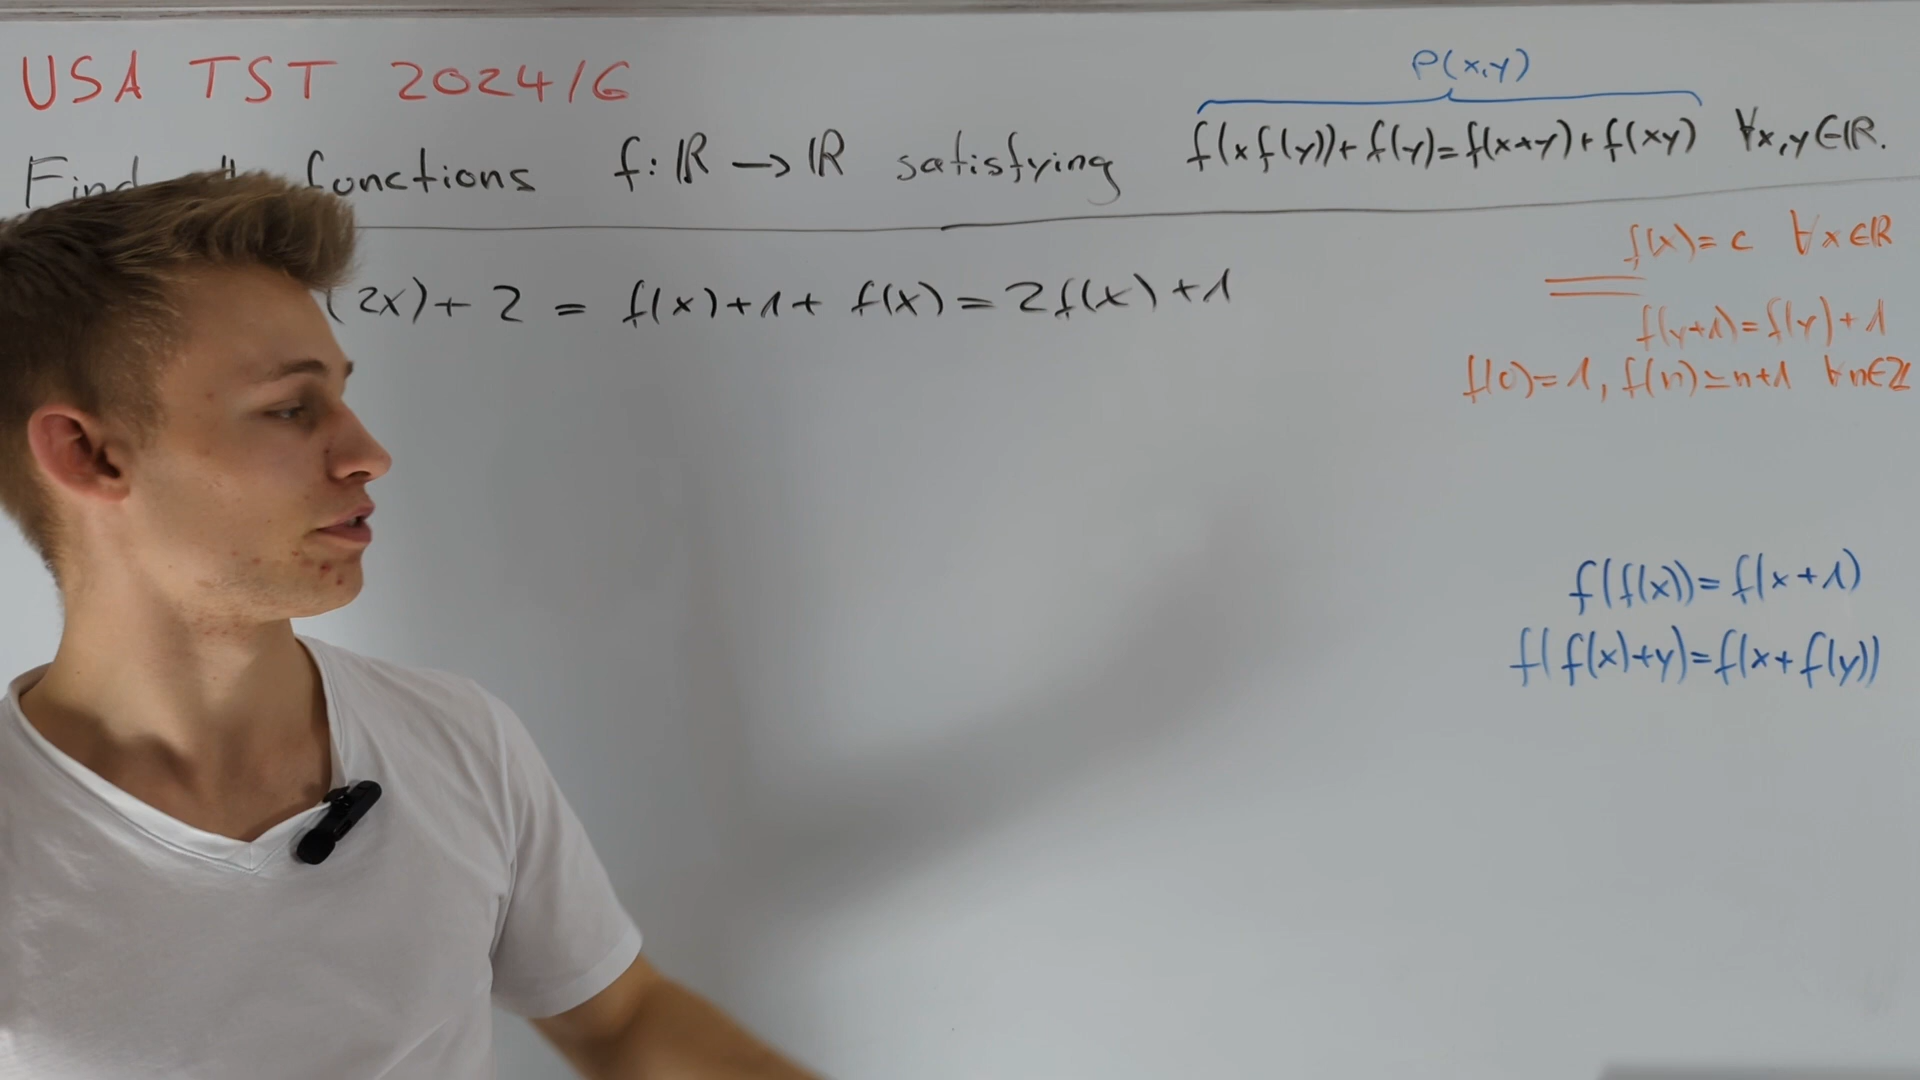 USA TST 2024/6
P(x,y)
functions f: ℝ → ℝ satisfying f(xf(y))+f(y)=f(x+y)+f(xy) ∀x,y∈ℝ.
f(x)=c ∀x∈ℝ
(2x)+2 = f(x)+1+f(x)=2f(x)+1
f(y+1)=f(y)+1
f(0)=1, f(n)=n+1 ∀n∈ℤ
f(f(x))=f(x+1)
f(f(x)+y)=f(x+f(y))